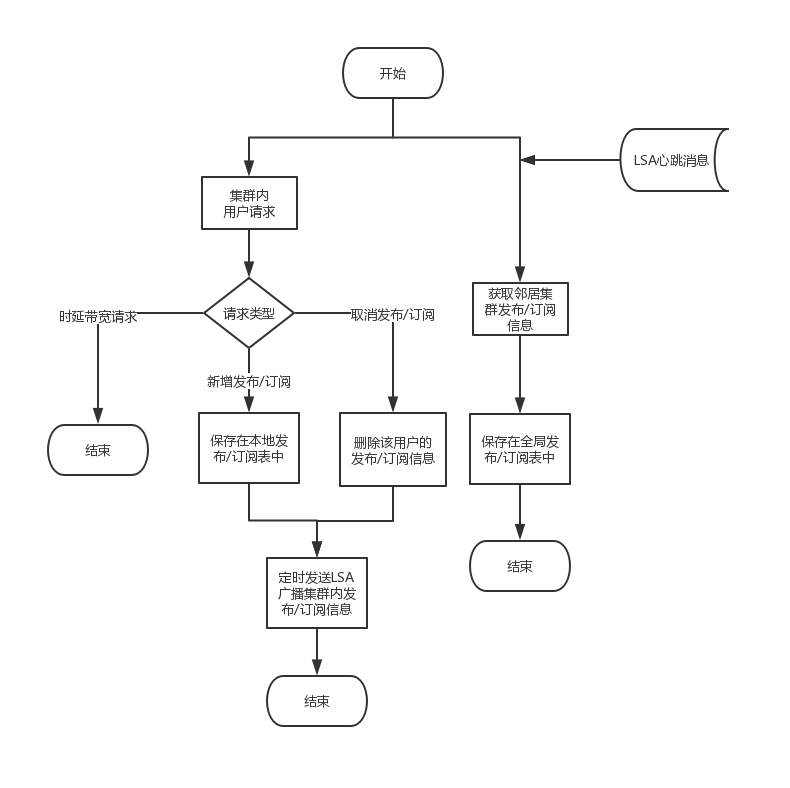 开始
LSA心跳消息
集群内
用户请求
获取邻居集
群发布/订阅
信息
时延带宽请求
请求类型
取消发布/订阅
新增发布/订阅
结束
保存在本地发
布/订阅表中
删除该用户的
发布/订阅信息
保存在全局发
布/订阅表中
结束
定时发送LSA
广播集群内发
布/订阅信息
结束